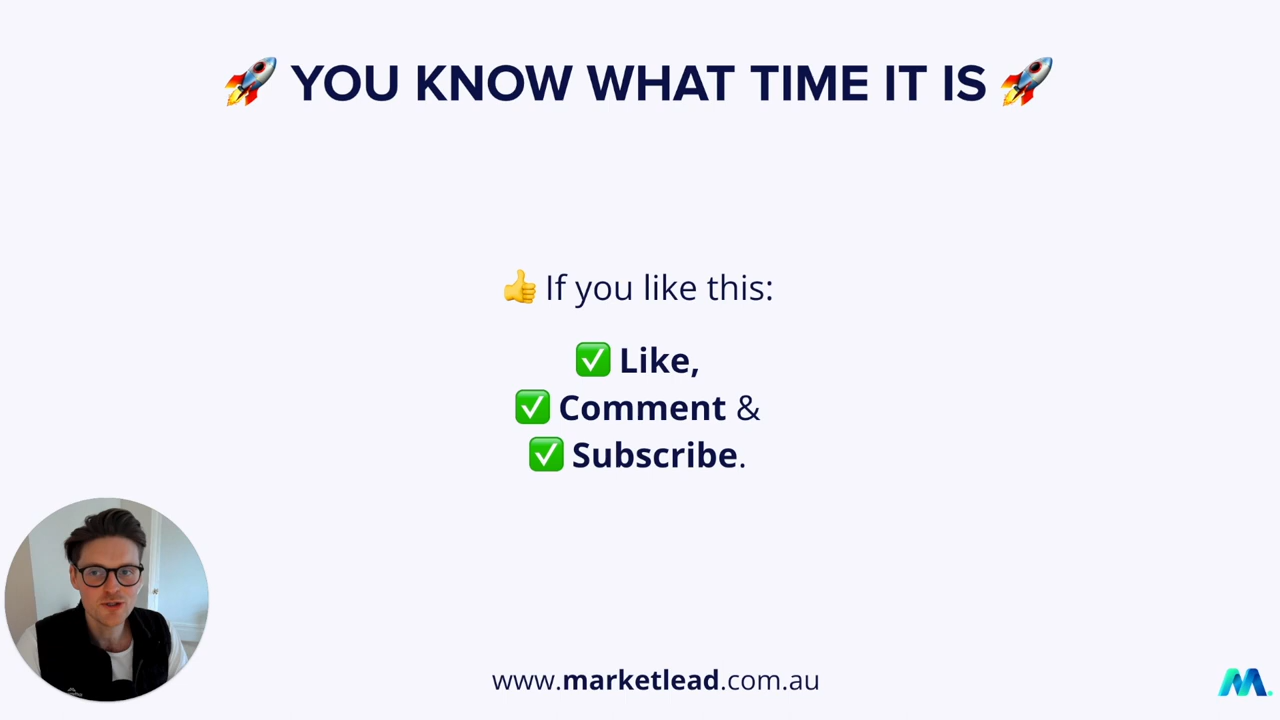 🚀 YOU KNOW WHAT TIME IT IS 🚀
👍 If you like this:
✅ Like,
✅ Comment &
✅ Subscribe.
www.marketlead.com.au
M.